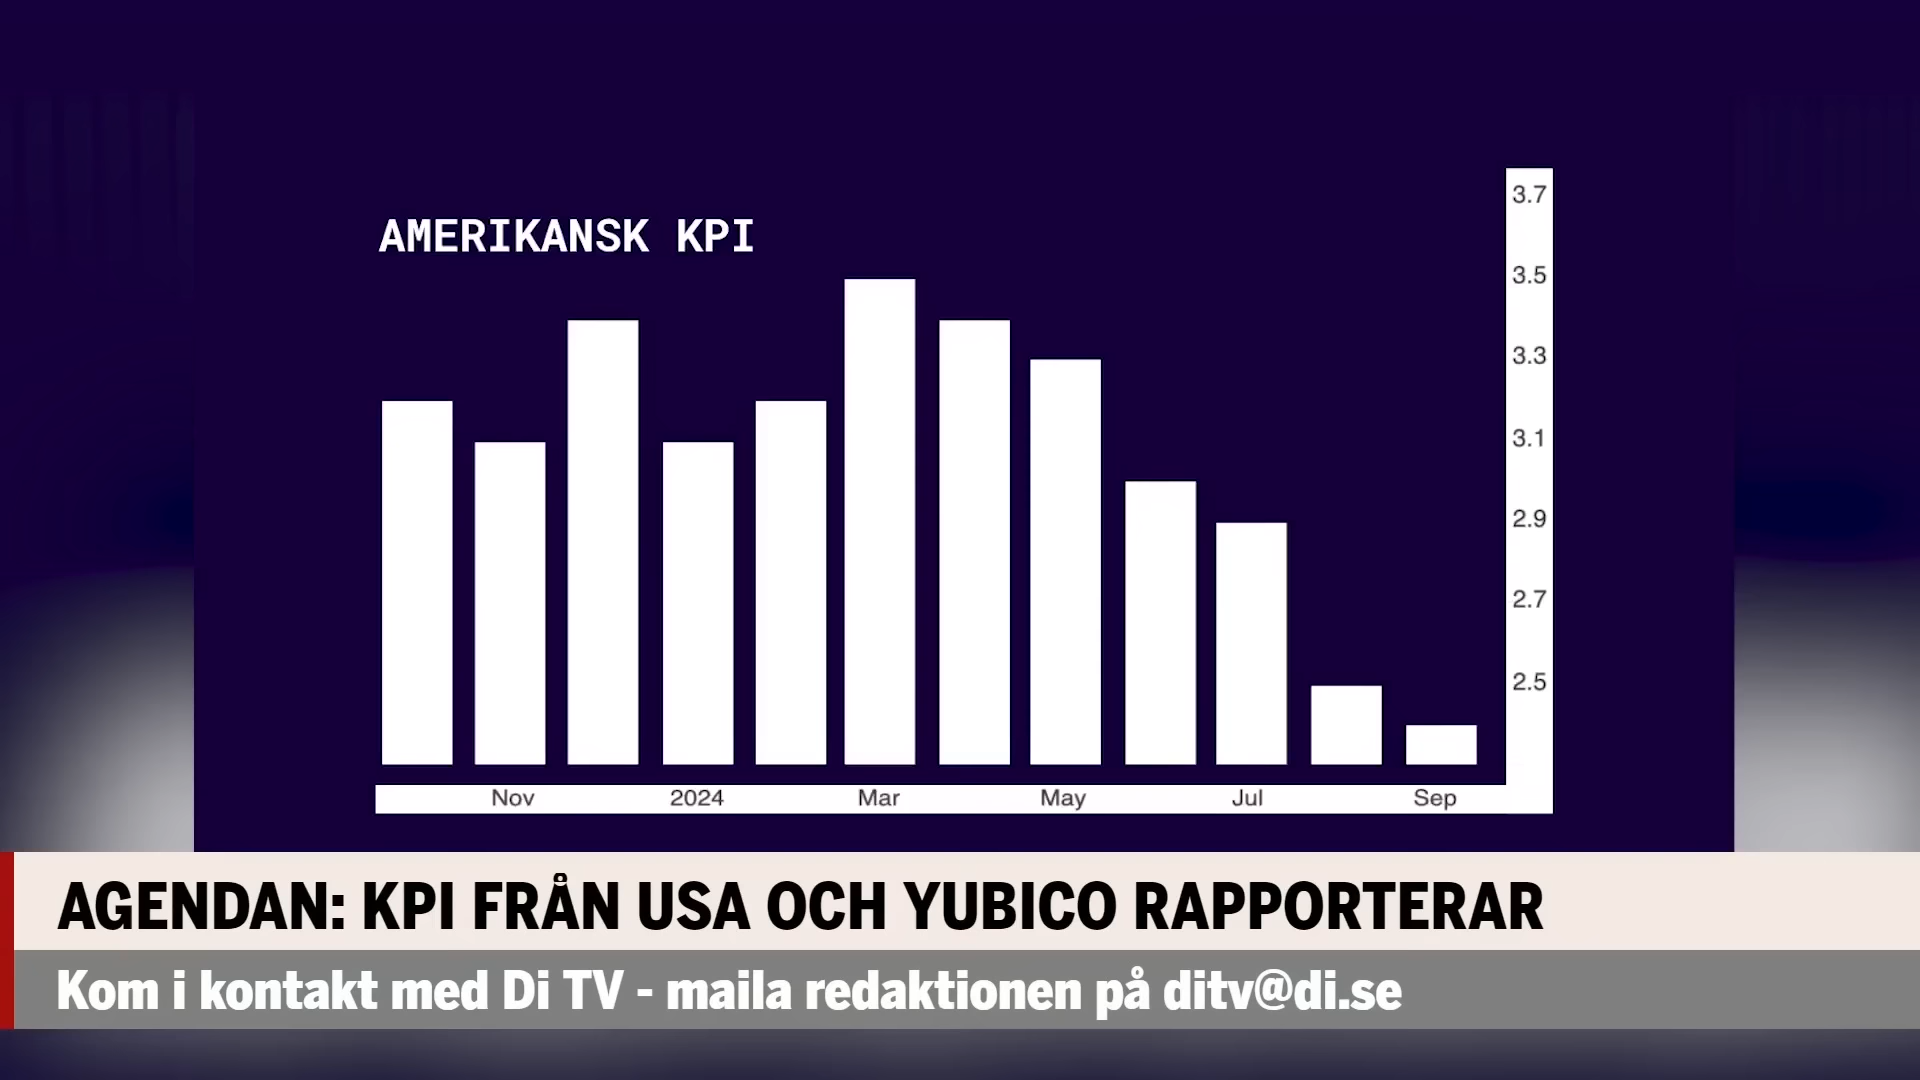 AMERIKANSK KPI
3.7
3.5
3.3
3.1
2.9
2.7
2.5
Nov 2024 Mar May Jul Sep
AGENDAN: KPI FRÅN USA OCH YUBICO RAPPORTERAR
Kom i kontakt med Di TV - maila redaktionen på ditv@di.se